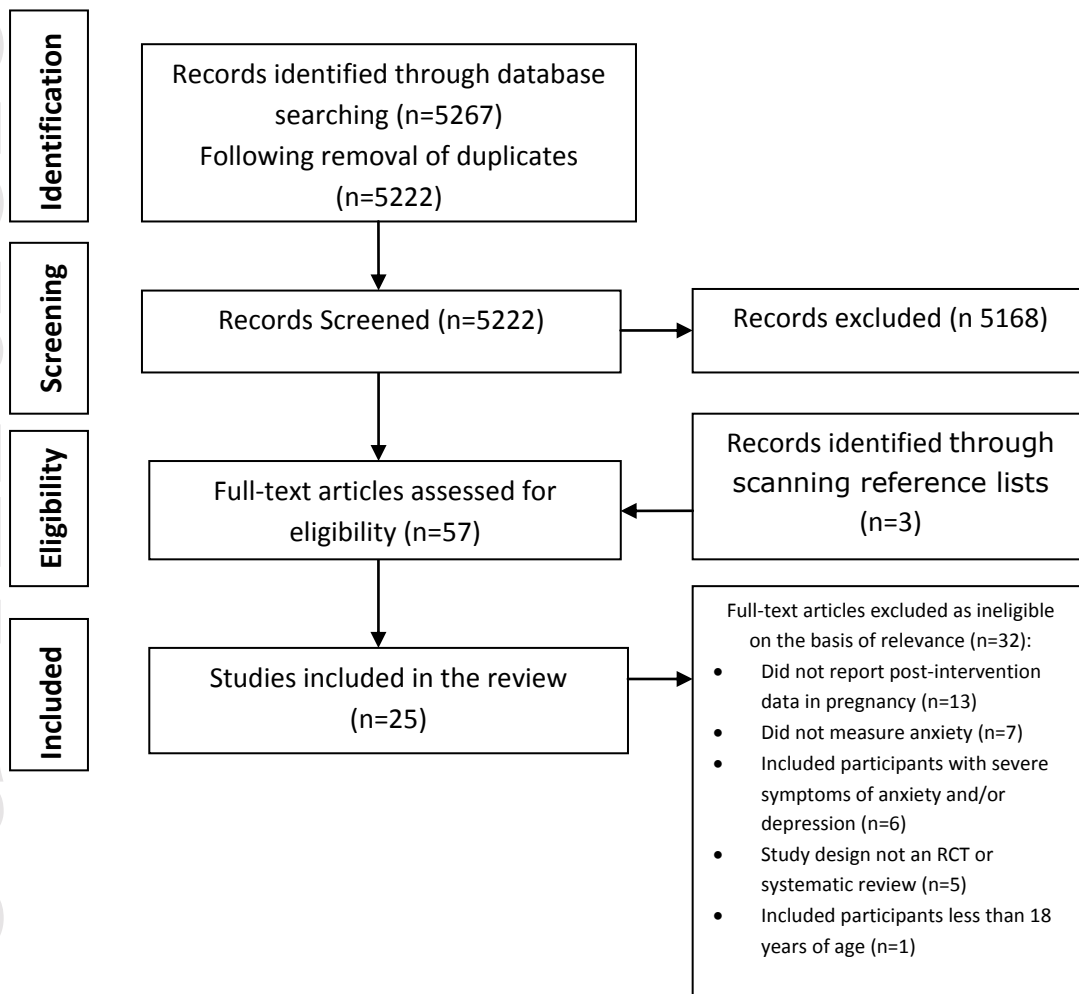 Identification
Records identified through database
searching (n=5267)
Following removal of duplicates
(n=5222)
Screening
Records Screened (n=5222)
Records excluded (n 5168)
Eligibility
Full-text articles assessed for
eligibility (n=57)
Records identified through
scanning reference lists
(n=3)
Included
Studies included in the review
(n=25)
Full-text articles excluded as ineligible
on the basis of relevance (n=32):
• Did not report post-intervention
data in pregnancy (n=13)
• Did not measure anxiety (n=7)
• Included participants with severe
symptoms of anxiety and/or
depression (n=6)
• Study design not an RCT or
systematic review (n=5)
• Included participants less than 18
years of age (n=1)